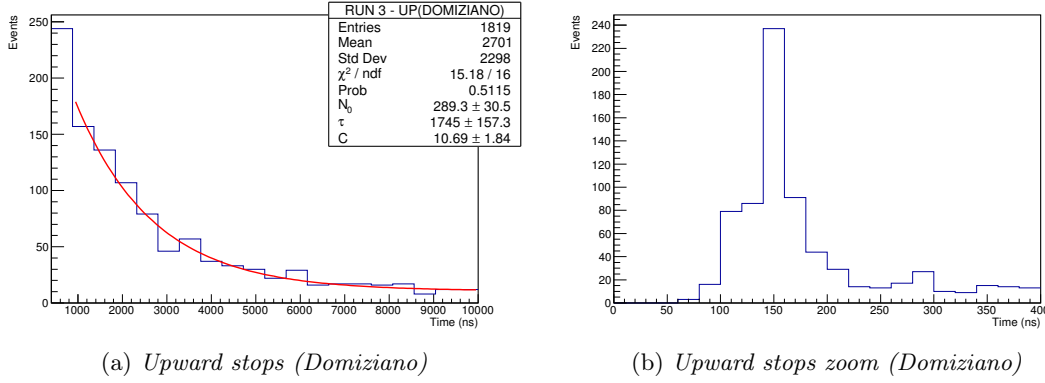 RUN 3 - UP(DOMIZIANO)
Entries 1819
Mean 2701
Std Dev 2298
χ² / ndf 15.18 / 16
Prob 0.5115
N₀ 289.3 ± 30.5
τ 1745 ± 157.3
C 10.69 ± 1.84
Events
250
200
150
100
50
0
1000 2000 3000 4000 5000 6000 7000 8000 9000 10000
Time (ns)
(a) Upward stops (Domiziano)
Events
240
220
200
180
160
140
120
100
80
60
40
20
0
0 50 100 150 200 250 300 350 400
Time (ns)
(b) Upward stops zoom (Domiziano)